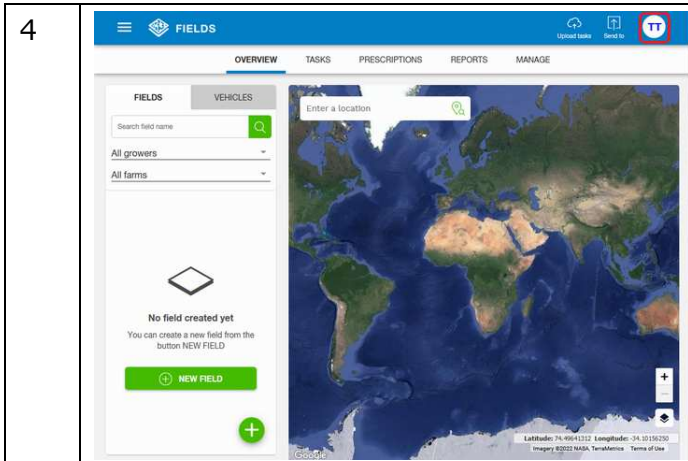 4
FIELDS
Upload tasks
Send to
TT
OVERVIEW TASKS PRESCRIPTIONS REPORTS MANAGE
FIELDS VEHICLES
Search field name
Enter a location
All growers
All farms
No field created yet
You can create a new field from the
button NEW FIELD
NEW FIELD
Latitude: 74.49641312 Longitude: -34.10156250
Google
Imagery ©2022 NASA, TerraMetrics Terms of Use